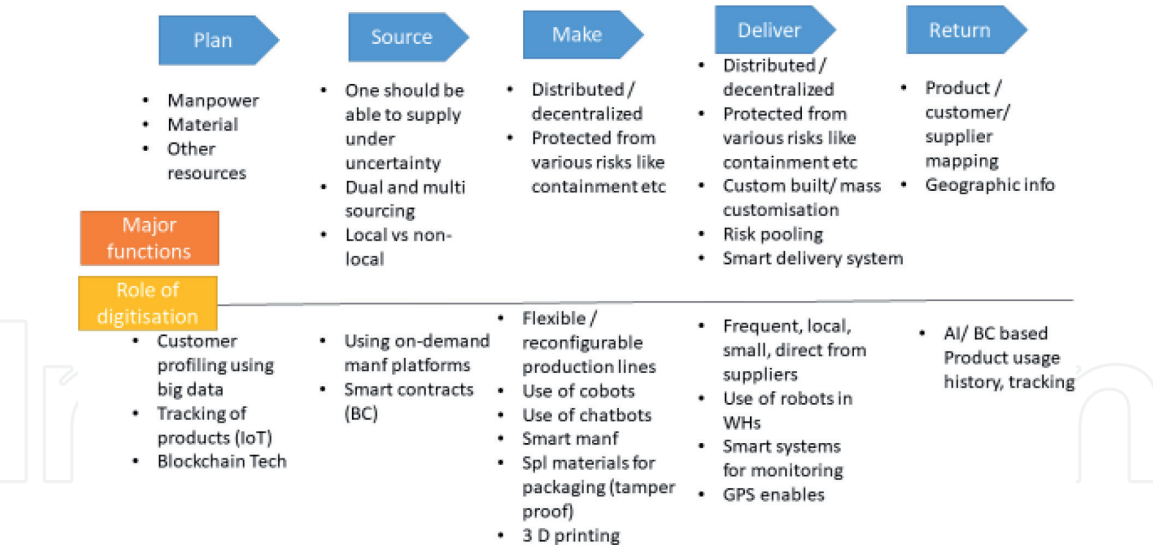 Plan
Source
Make
Deliver
Return
• Manpower
• Material
• Other
resources
• One should be
able to supply
under
uncertainty
• Dual and multi
sourcing
• Local vs non-
local
• Distributed /
decentralized
• Protected from
various risks like
containment etc
• Distributed /
decentralized
• Protected from
various risks like
containment etc
• Custom built/ mass
customisation
• Risk pooling
• Smart delivery system
• Product /
customer/
supplier
mapping
• Geographic info
Major
functions
Role of
digitisation
• Customer
profiling using
big data
• Tracking of
products (IoT)
• Blockchain Tech
• Using on-demand
manf platforms
• Smart contracts
(BC)
• Flexible /
reconfigurable
production lines
• Use of cobots
• Use of chatbots
• Smart manf
• Spl materials for
packaging (tamper
proof)
• 3 D printing
• Frequent, local,
small, direct from
suppliers
• Use of robots in
WHs
• Smart systems
for monitoring
• GPS enables
• AI/ BC based
Product usage
history, tracking